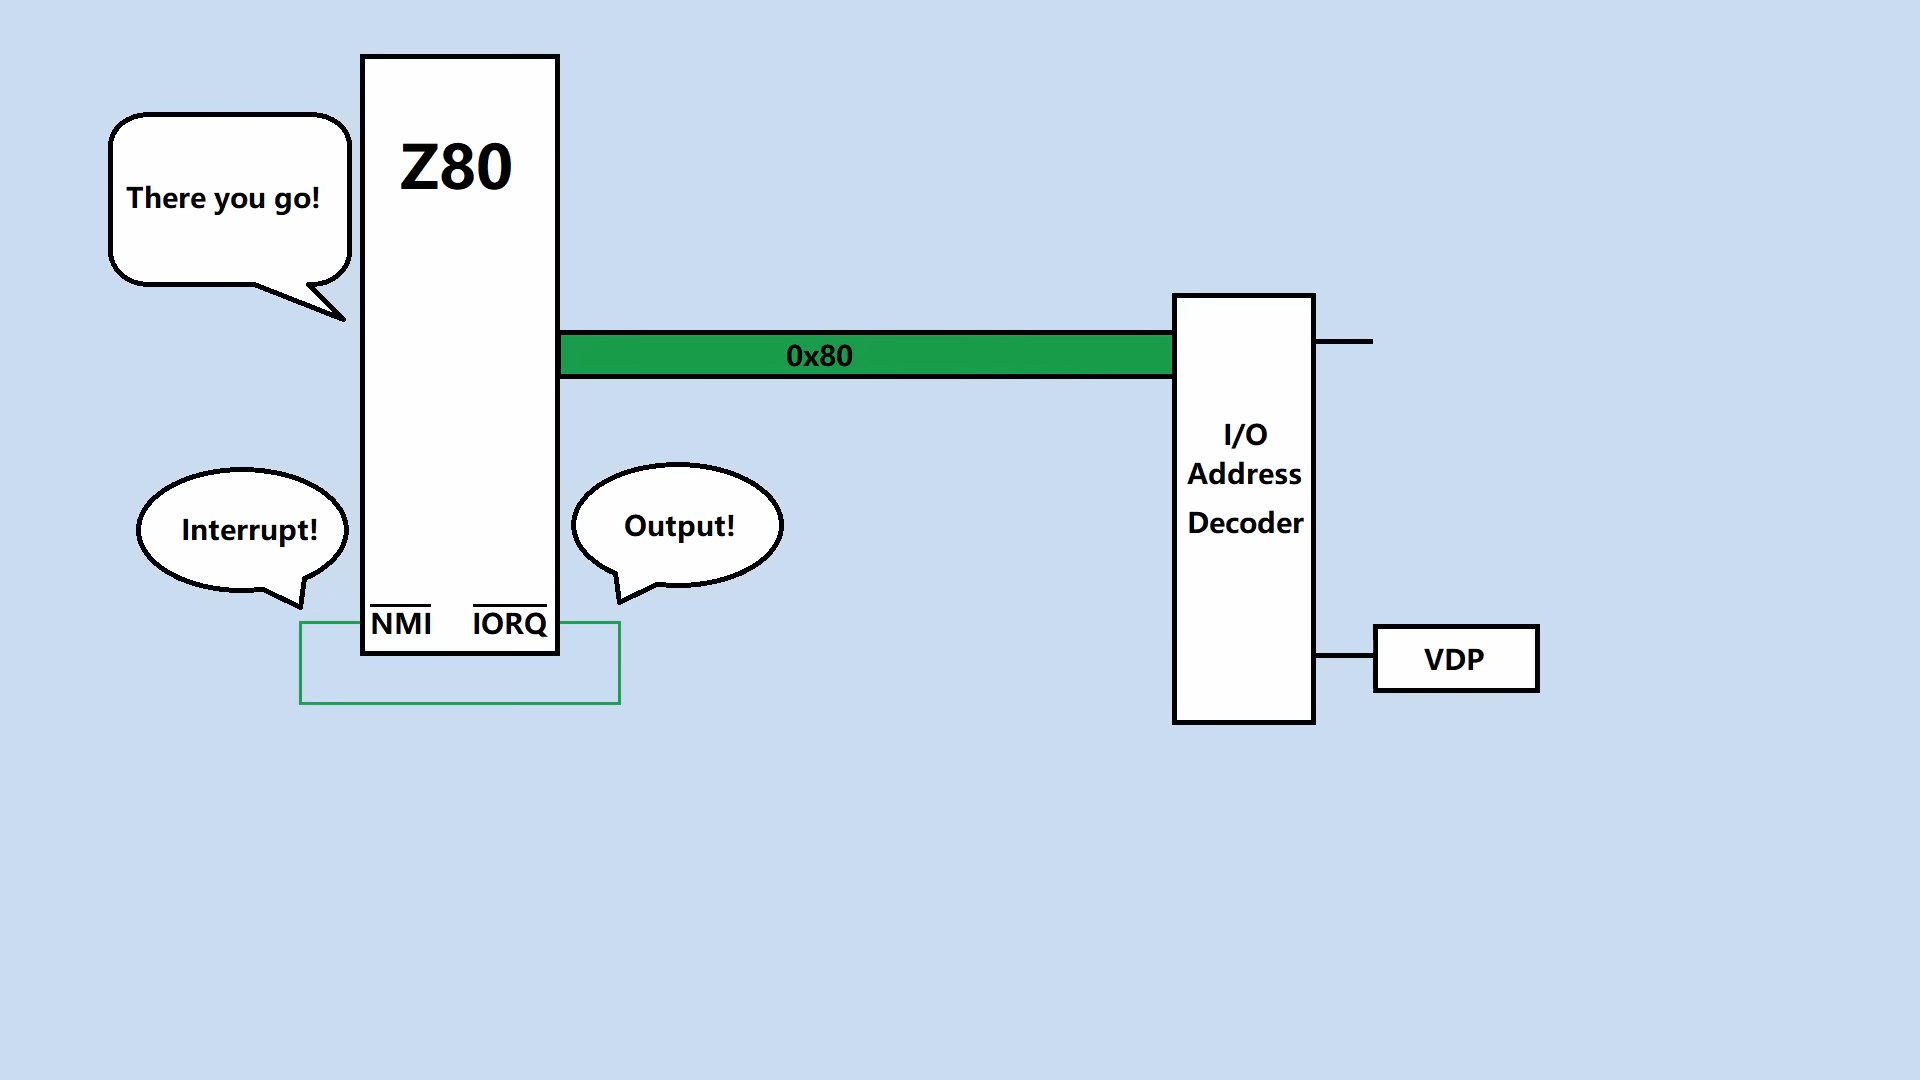 Z80
There you go!
0x80
I/O
Address
Decoder
Interrupt!
Output!
NMI IORQ
VDP